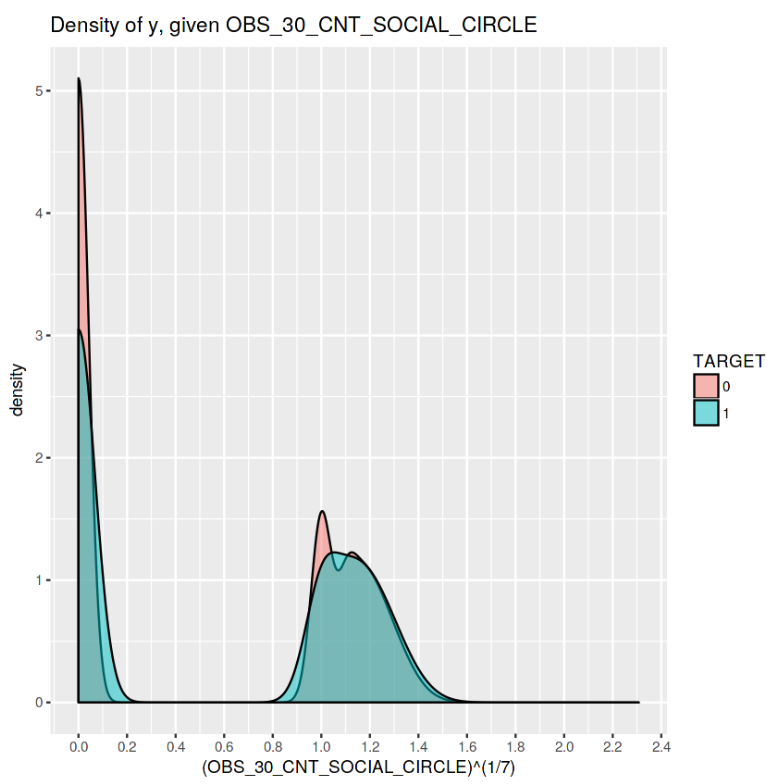 Density of y, given OBS_30_CNT_SOCIAL_CIRCLE
5
4
3
2
1
0
density
0.0 0.2 0.4 0.6 0.8 1.0 1.2 1.4 1.6 1.8 2.0 2.2 2.4
(OBS_30_CNT_SOCIAL_CIRCLE)^(1/7)
TARGET
0
1